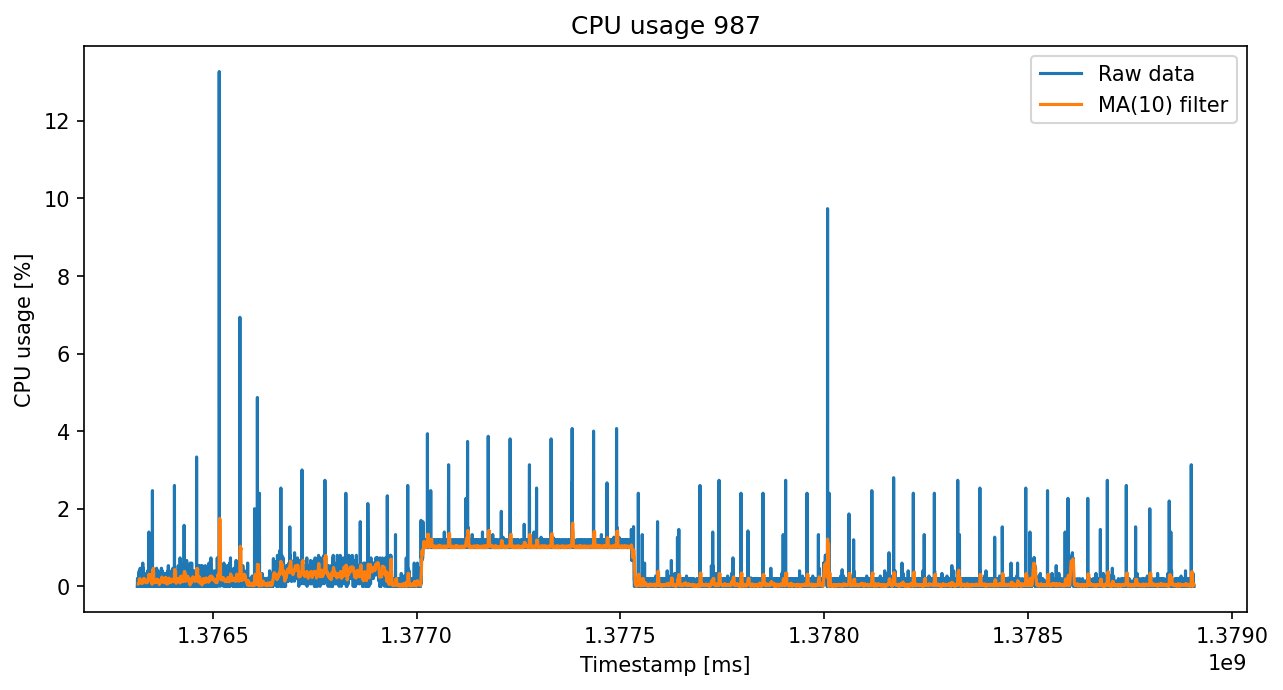 CPU usage 987
Raw data
MA(10) filter
CPU usage [%]
12
10
8
6
4
2
0
1.3765 1.3770 1.3775 1.3780 1.3785 1.3790
1e9
Timestamp [ms]